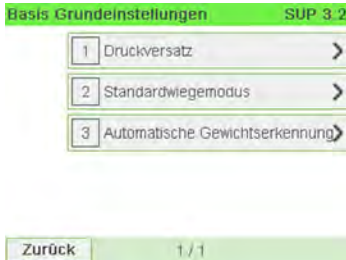 Basis Grundeinstellungen SUP 3.2
1 Druckversatz
2 Standardwiegemodus
3 Automatische Gewichtserkennung
Zurück 1 / 1